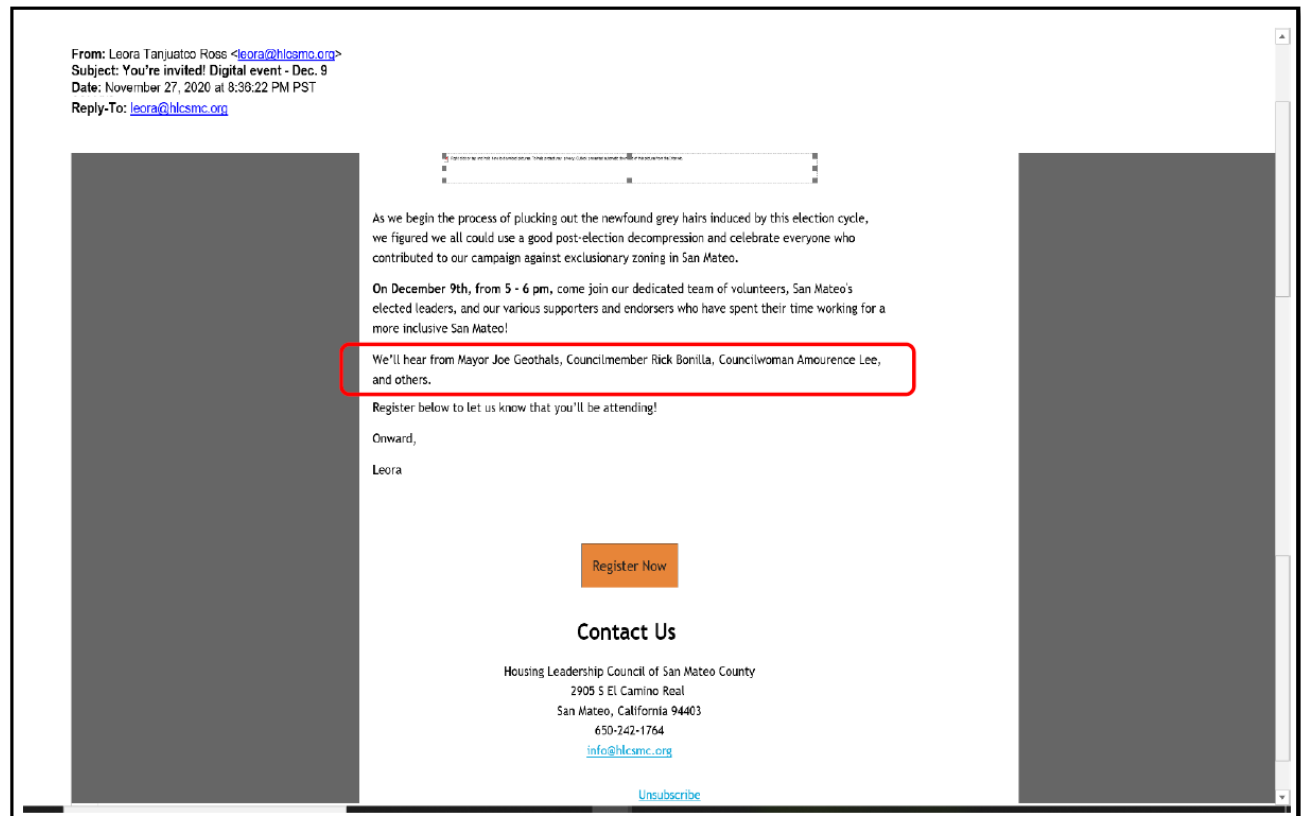 From: Leora Tanjuatco Ross <leora@hlcsmc.org>
Subject: You're invited! Digital event - Dec. 9
Date: November 27, 2020 at 8:36:22 PM PST
Reply-To: leora@hlcsmc.org
As we begin the process of plucking out the newfound grey hairs induced by this election cycle,
we figured we all could use a good post-election decompression and celebrate everyone who
contributed to our campaign against exclusionary zoning in San Mateo.
On December 9th, from 5 - 6 pm, come join our dedicated team of volunteers, San Mateo's
elected leaders, and our various supporters and endorsers who have spent their time working for a
more inclusive San Mateo!
We'll hear from Mayor Joe Geothals, Councilmember Rick Bonilla, Councilwoman Amourence Lee,
and others.
Register below to let us know that you'll be attending!
Onward,
Leora
Register Now
Contact Us
Housing Leadership Council of San Mateo County
2905 S El Camino Real
San Mateo, California 94403
650-242-1764
info@hlcsmc.org
Unsubscribe